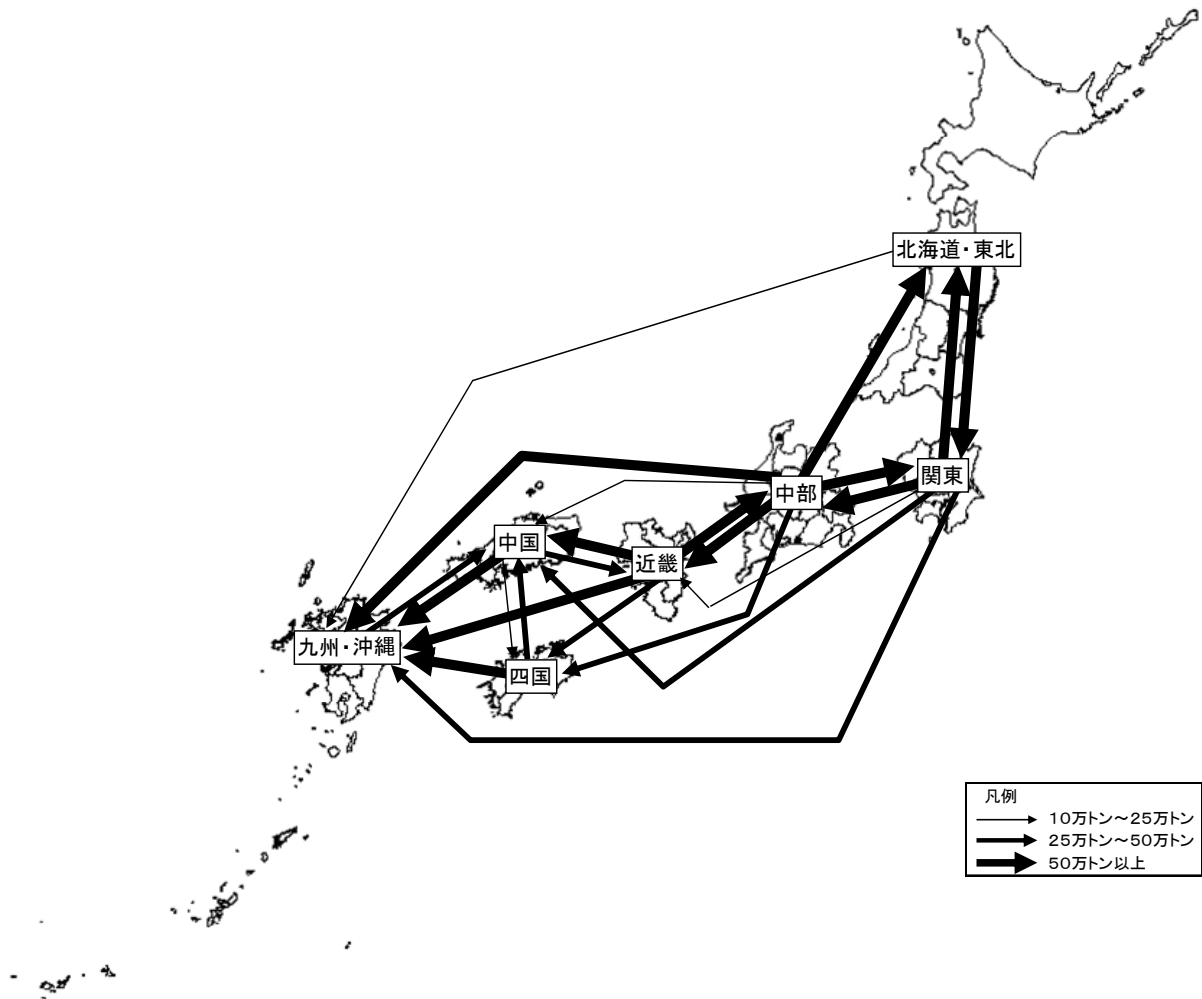 北海道・東北
関東
中部
中国
近畿
九州・沖縄
四国
凡例
10万トン～25万トン
25万トン～50万トン
50万トン以上